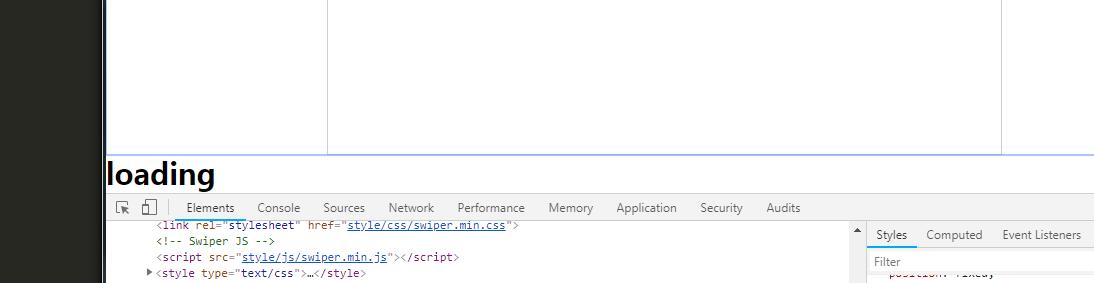 loading
Elements Console Sources Network Performance Memory Application Security Audits
<link rel="stylesheet" href="style/css/swiper.min.css">
<!-- Swiper JS -->
<script src="style/js/swiper.min.js"></script>
<style type="text/css">…</style>
Styles Computed Event Listeners
Filter
position: fixed;